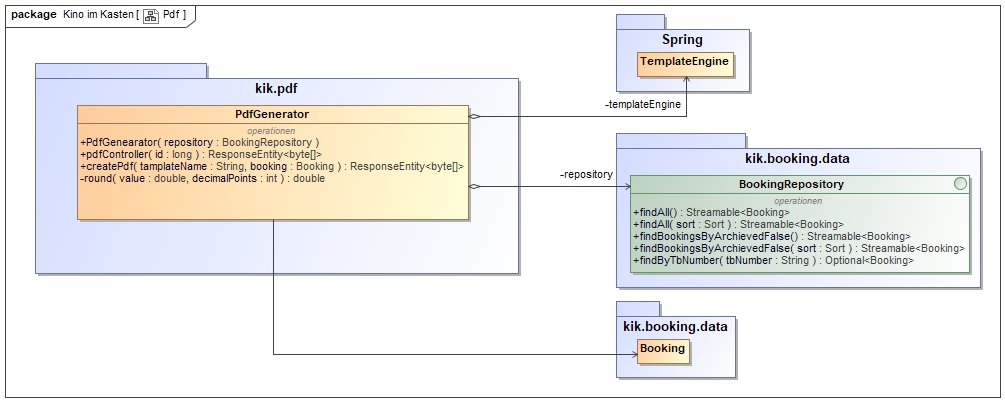 package Kino im Kasten [ Pdf ]
Spring
TemplateEngine
kik.pdf
PdfGenerator
operationen
+PdfGenearator( repository : BookingRepository )
+pdfController( id : long ) : ResponseEntity<byte[]>
+createPdf( tamplateName : String, booking : Booking ) : ResponseEntity<byte[]>
-round( value : double, decimalPoints : int ) : double
-templateEngine
-repository
kik.booking.data
BookingRepository
operationen
+findAll() : Streamable<Booking>
+findAll( sort : Sort ) : Streamable<Booking>
+findBookingsByArchievedFalse() : Streamable<Booking>
+findBookingsByArchievedFalse( sort : Sort ) : Streamable<Booking>
+findByTbNumber( tbNumber : String ) : Optional<Booking>
kik.booking.data
Booking